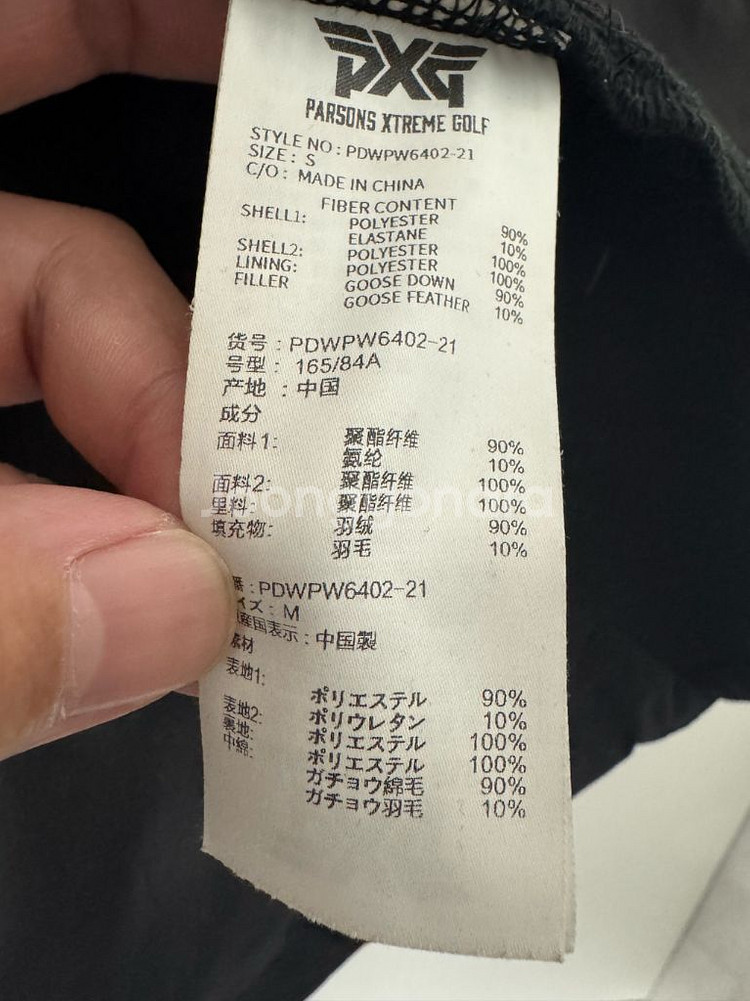 PXG
PARSONS XTREME GOLF
STYLE NO : PDWPW6402-21
SIZE : S
C/O : MADE IN CHINA
FIBER CONTENT
SHELL1: POLYESTER 90%
ELASTANE 10%
SHELL2: POLYESTER 100%
LINING: POLYESTER 100%
FILLER GOOSE DOWN 90%
GOOSE FEATHER 10%
货号 : PDWPW6402-21
号型 : 165/84A
产地 : 中国
成分
面料1: 聚酯纤维 90%
氨纶 10%
面料2: 聚酯纤维 100%
里料: 聚酯纤维 100%
填充物: 羽绒 90%
羽毛 10%
番 : PDWPW6402-21
イズ : M
産国表示 : 中国製
素材
表地1: ポリエステル 90%
ポリウレタン 10%
表地2: ポリエステル 100%
裏地: ポリエステル 100%
中綿: ガチョウ綿毛 90%
ガチョウ羽毛 10%